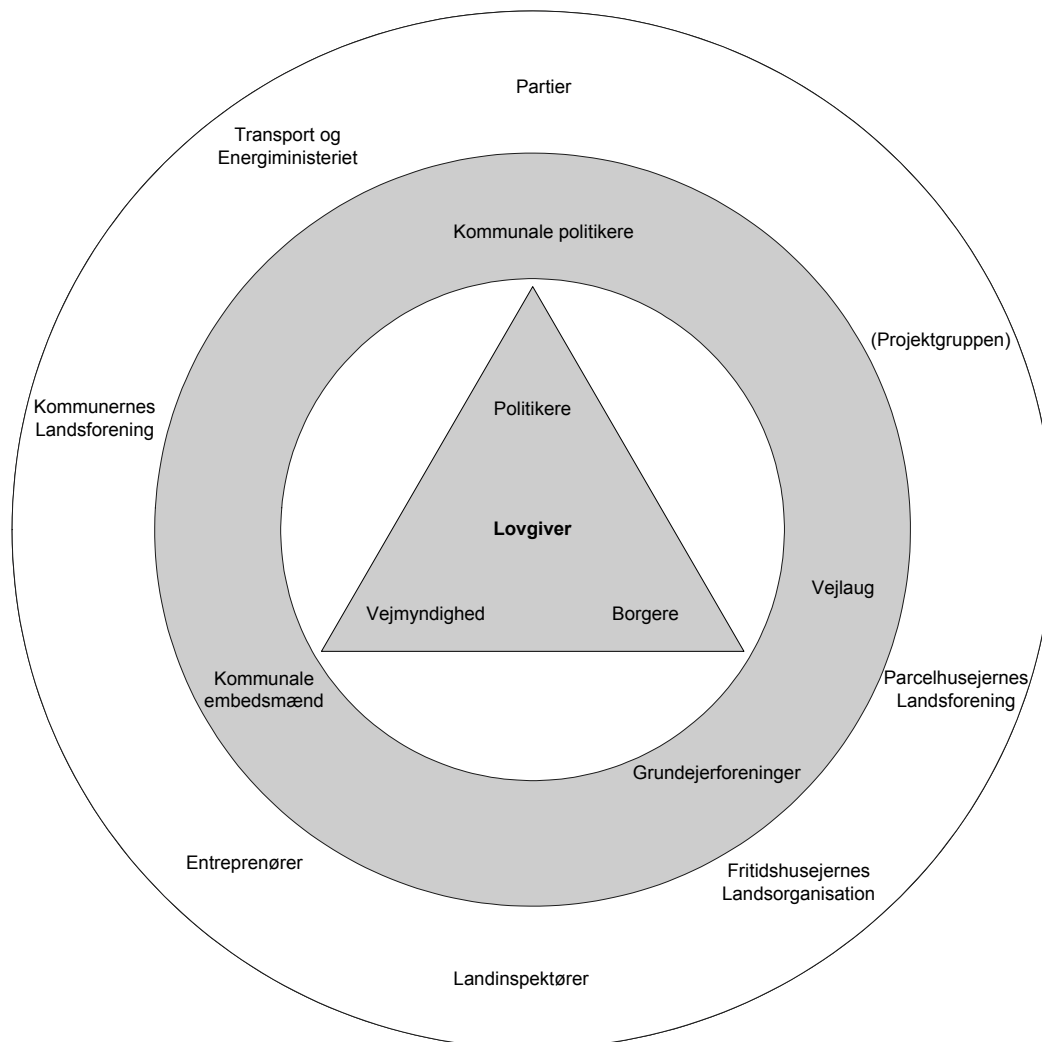 Partier
Transport og
Energiministeriet
Kommunale politikere
(Projektgruppen)
Kommunernes
Landsforening
Politikere
Lovgiver
Vejlaug
Vejmyndighed
Borgere
Kommunale
embedsmænd
Parcelhusejernes
Landsforening
Grundejerforeninger
Entreprenører
Fritidshusejernes
Landsorganisation
Landinspektører